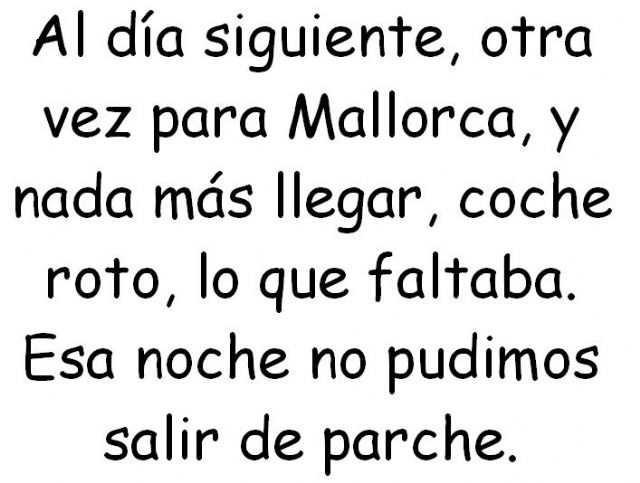 Al día siguiente, otra
vez para Mallorca, y
nada más llegar, coche
roto, lo que faltaba.
Esa noche no pudimos
salir de parche.